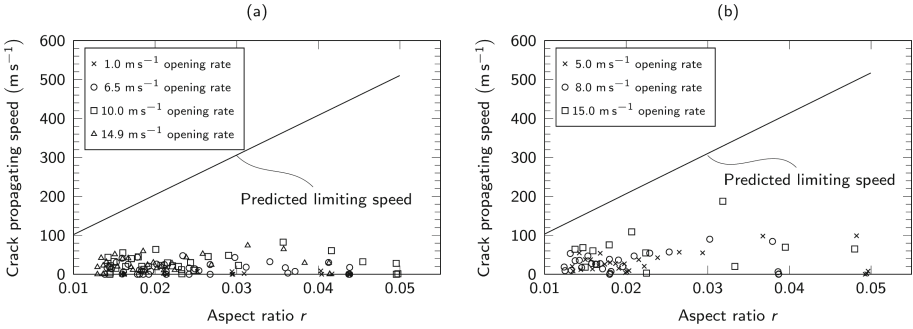 (a)
Crack propagating speed (m s⁻¹)
600
500
400
300
200
100
0
× 1.0 m s⁻¹ opening rate
○ 6.5 m s⁻¹ opening rate
□ 10.0 m s⁻¹ opening rate
△ 14.9 m s⁻¹ opening rate
Predicted limiting speed
0.01 0.02 0.03 0.04 0.05
Aspect ratio r
(b)
Crack propagating speed (m s⁻¹)
600
500
400
300
200
100
0
× 5.0 m s⁻¹ opening rate
○ 8.0 m s⁻¹ opening rate
□ 15.0 m s⁻¹ opening rate
Predicted limiting speed
0.01 0.02 0.03 0.04 0.05
Aspect ratio r